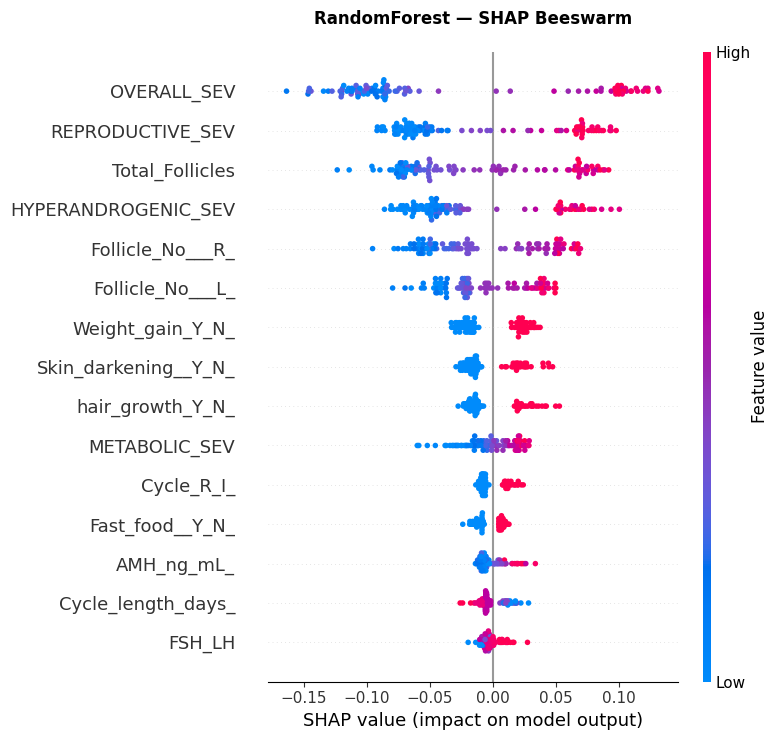 RandomForest — SHAP Beeswarm
High
OVERALL_SEV
REPRODUCTIVE_SEV
Total_Follicles
HYPERANDROGENIC_SEV
Follicle_No___R_
Follicle_No___L_
Weight_gain_Y_N_
Skin_darkening__Y_N_
hair_growth_Y_N_
METABOLIC_SEV
Cycle_R_I_
Fast_food__Y_N_
AMH_ng_mL_
Cycle_length_days_
FSH_LH
Feature value
Low
−0.15 −0.10 −0.05 0.00 0.05 0.10
SHAP value (impact on model output)